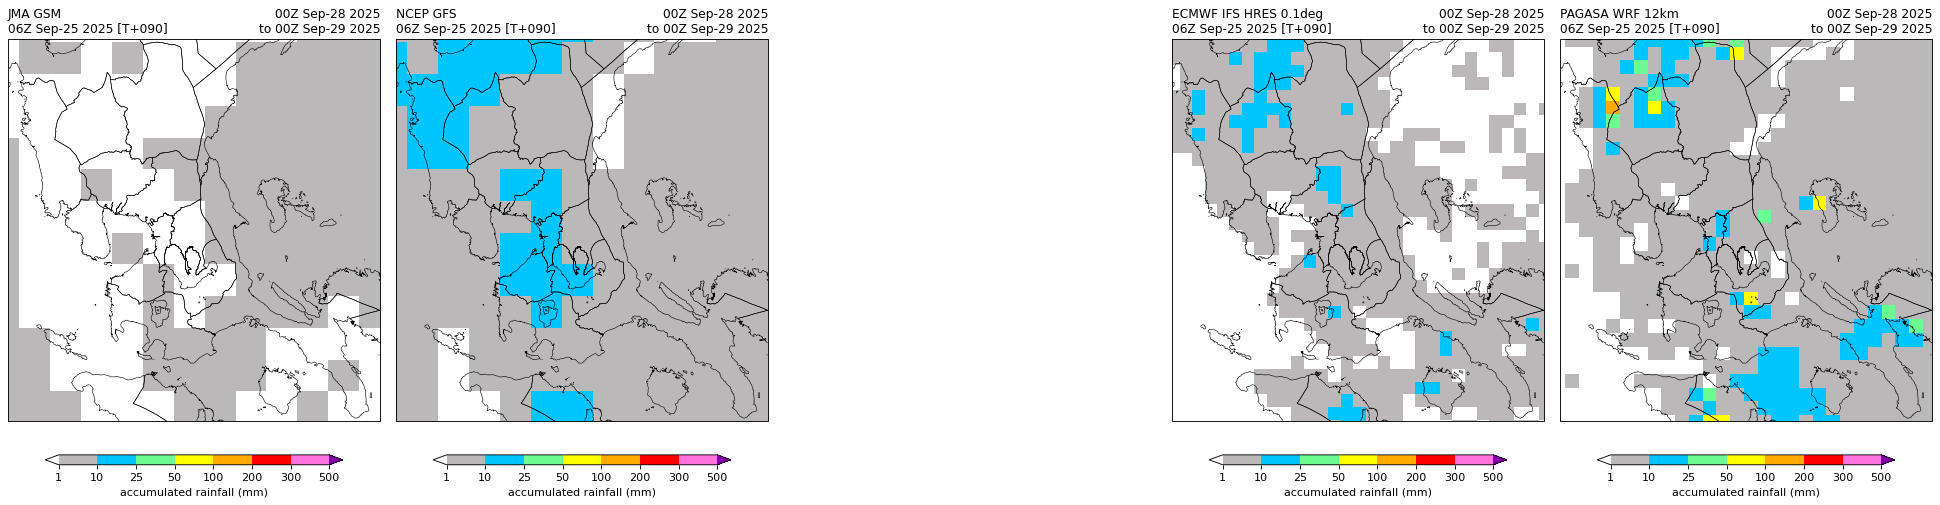 JMA GSM 00Z Sep-28 2025
06Z Sep-25 2025 [T+090] to 00Z Sep-29 2025
1 10 25 50 100 200 300 500
accumulated rainfall (mm)
NCEP GFS 00Z Sep-28 2025
06Z Sep-25 2025 [T+090] to 00Z Sep-29 2025
1 10 25 50 100 200 300 500
accumulated rainfall (mm)
ECMWF IFS HRES 0.1deg 00Z Sep-28 2025
06Z Sep-25 2025 [T+090] to 00Z Sep-29 2025
1 10 25 50 100 200 300 500
accumulated rainfall (mm)
PAGASA WRF 12km 00Z Sep-28 2025
06Z Sep-25 2025 [T+090] to 00Z Sep-29 2025
1 10 25 50 100 200 300 500
accumulated rainfall (mm)